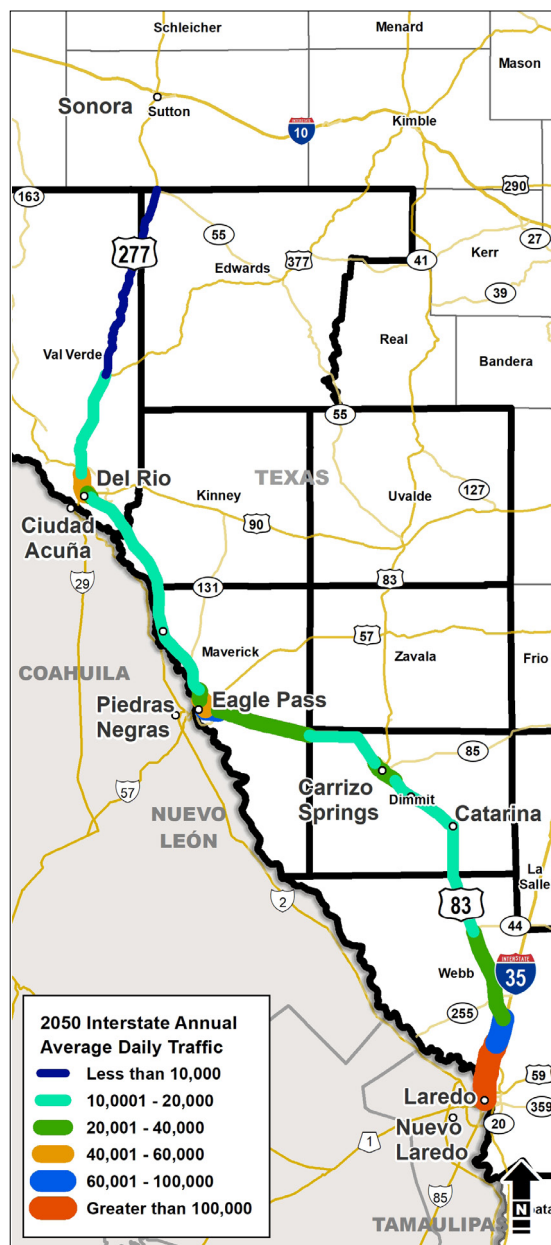 Schleicher
Menard
Mason
Sonora
Sutton
INTERSTATE
10
Kimble
163
290
277
55
377
41
27
Kerr
Edwards
39
Val Verde
Real
Bandera
55
Del Rio
TEXAS
127
Kinney
Uvalde
Ciudad
Acuña
90
29
131
83
57
Maverick
Zavala
Frio
COAHUILA
Eagle Pass
Piedras
Negras
85
Carrizo
Springs
Dimmit
Catarina
57
NUEVO
LEÓN
La
Salle
2
83
44
INTERSTATE
35
Webb
255
2050 Interstate Annual
Average Daily Traffic
Less than 10,000
10,0001 - 20,000
20,001 - 40,000
40,001 - 60,000
60,001 - 100,000
Greater than 100,000
59
Laredo
359
20
Nuevo
Laredo
1
85
N
ata
TAMAULIPAS